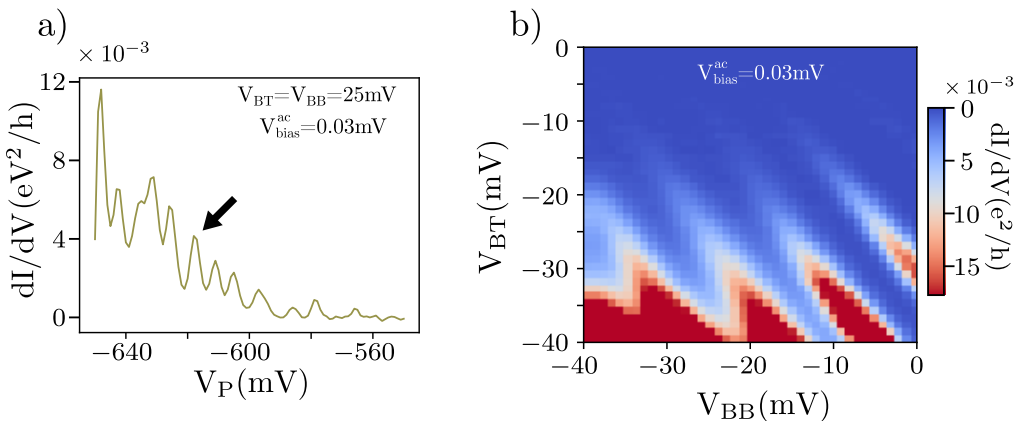 a)
× 10⁻³
dI/dV(eV²/h)
12
8
4
0
V_BT=V_BB=25mV
V^ac_bias=0.03mV
−640
−600
−560
V_P(mV)
b)
V^ac_bias=0.03mV
V_BT(mV)
0
−10
−20
−30
−40
−40
−30
−20
−10
0
V_BB(mV)
× 10⁻³
0
5
10
15
dI/dV(e²/h)